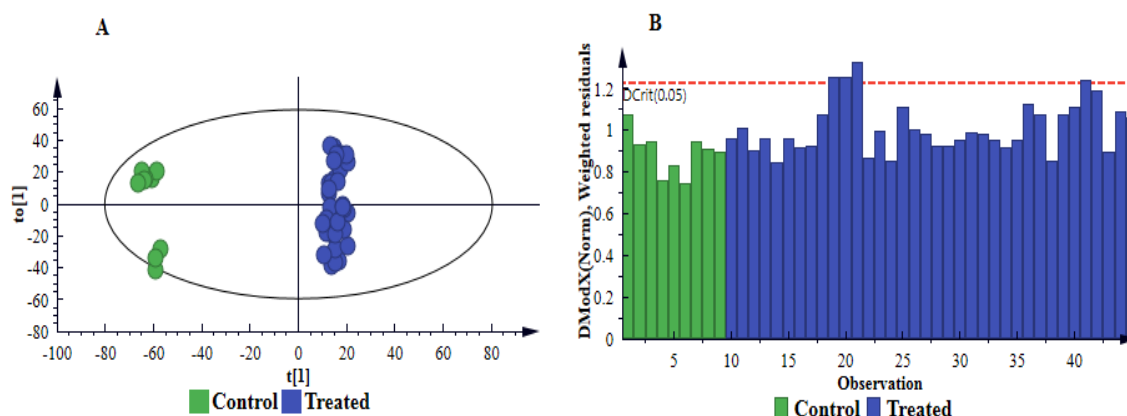 A
to[1]
60
40
20
0
-20
-40
-60
-80
-100 -80 -60 -40 -20 0 20 40 60 80
t[1]
Control Treated
B
DModX(Norm), Weighted residuals
1.2
DCrit(0.05)
1
0.8
0.6
0.4
0.2
0
5 10 15 20 25 30 35 40
Observation
Control Treated